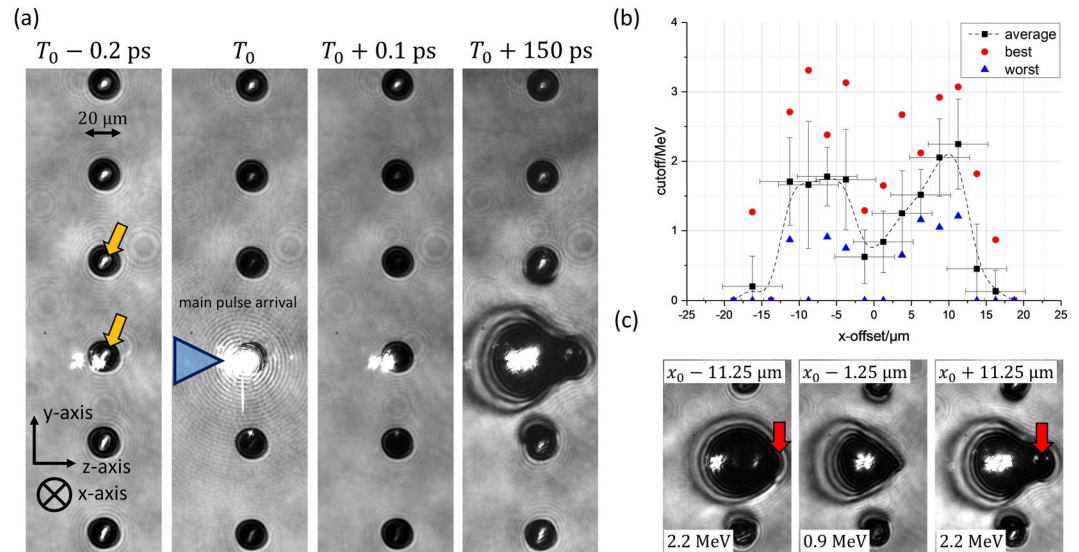 (a)
T₀ − 0.2 ps
T₀
T₀ + 0.1 ps
T₀ + 150 ps
20 μm
main pulse arrival
y-axis
z-axis
x-axis
(b)
cutoff/MeV
4
3
2
1
0
average
best
worst
-25 -20 -15 -10 -5 0 5 10 15 20 25
x-offset/μm
(c)
x₀ − 11.25 μm
x₀ − 1.25 μm
x₀ + 11.25 μm
2.2 MeV
0.9 MeV
2.2 MeV